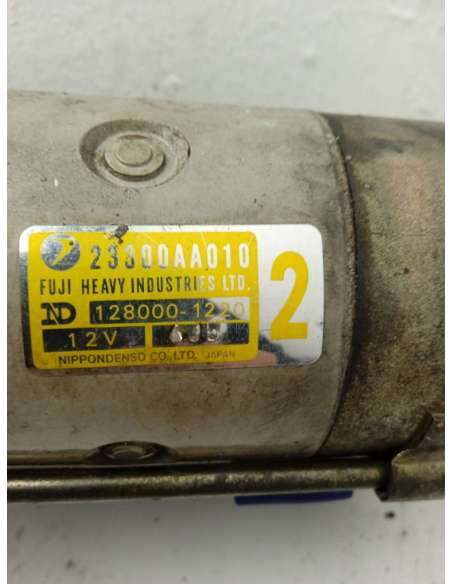 23300AA010
FUJI HEAVY INDUSTRIES LTD.
2
ND 128000-1220
12V
NIPPONDENSO CO., LTD. JAPAN